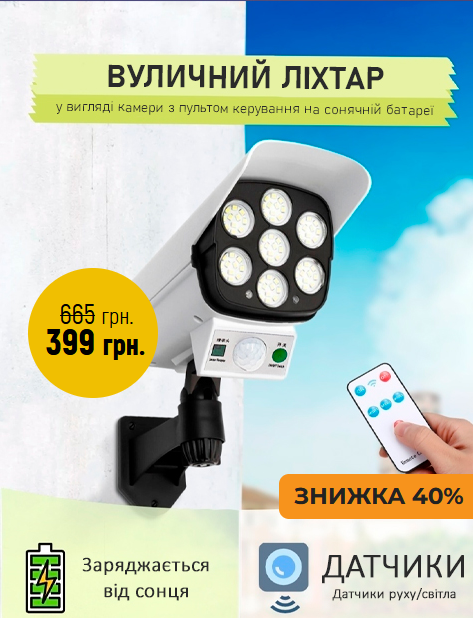 ВУЛИЧНИЙ ЛІХТАР
у вигляді камери з пультом керування на сонячній батареї
665 грн.
399 грн.
ЗНИЖКА 40%
Заряджається
від сонця
ДАТЧИКИ
Датчики руху/світла